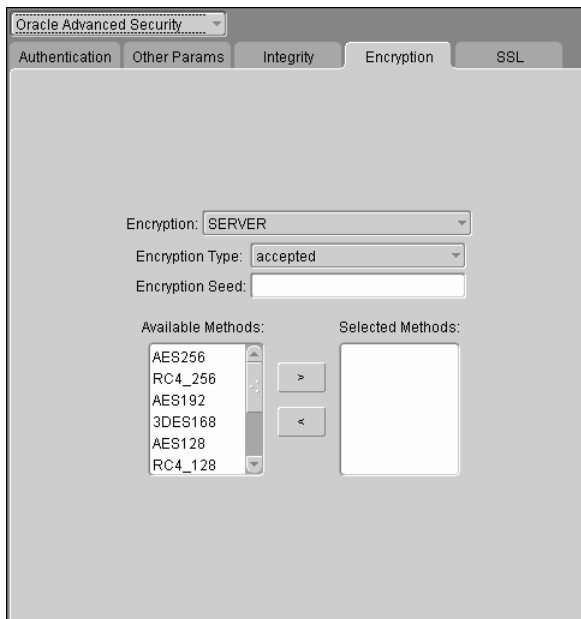 Oracle Advanced Security
Authentication Other Params Integrity Encryption SSL
Encryption: SERVER
Encryption Type: accepted
Encryption Seed:
Available Methods: Selected Methods:
AES256
RC4_256
>
AES192
3DES168
<
AES128
RC4_128